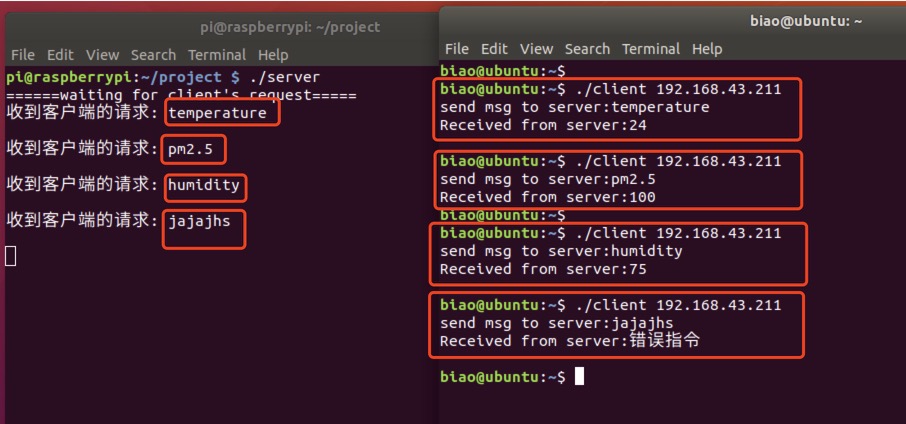 pi@raspberrypi: ~/project
File Edit View Search Terminal Help
pi@raspberrypi:~/project $ ./server
======waiting for client's request=====
收到客户端的请求: temperature
收到客户端的请求: pm2.5
收到客户端的请求: humidity
收到客户端的请求: jajajhs
biao@ubuntu: ~
File Edit View Search Terminal Help
biao@ubuntu:~$
biao@ubuntu:~$ ./client 192.168.43.211
send msg to server:temperature
Received from server:24
biao@ubuntu:~$ ./client 192.168.43.211
send msg to server:pm2.5
Received from server:100
biao@ubuntu:~$
biao@ubuntu:~$ ./client 192.168.43.211
send msg to server:humidity
Received from server:75
biao@ubuntu:~$ ./client 192.168.43.211
send msg to server:jajajhs
Received from server:错误指令
biao@ubuntu:~$